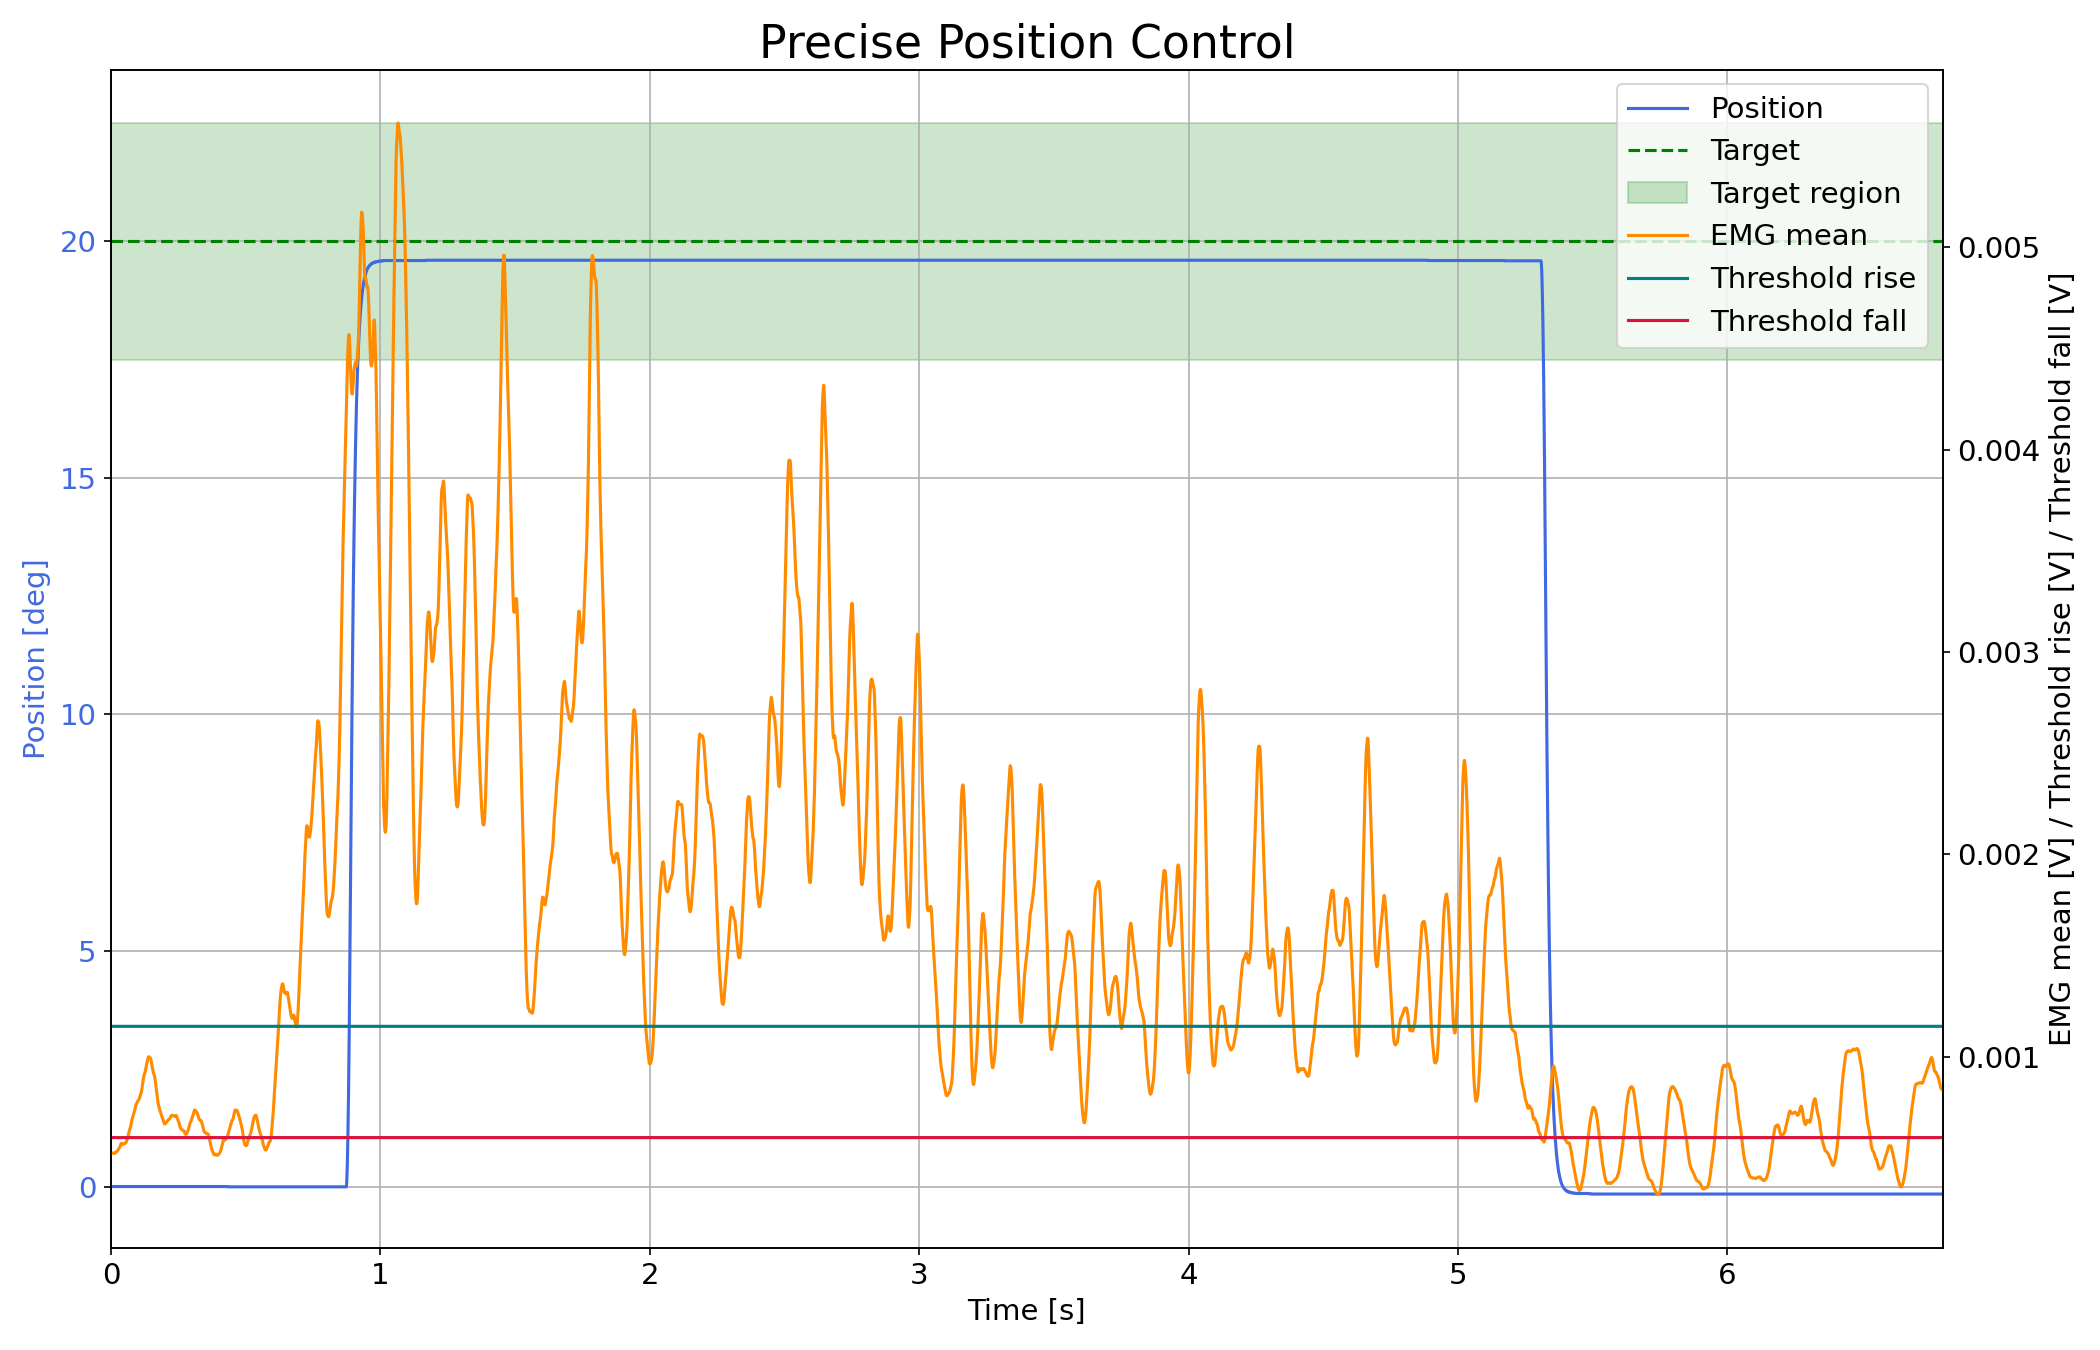 Precise Position Control
Position
Target
Target region
EMG mean
Threshold rise
Threshold fall
20
15
10
5
0
Position [deg]
0.005
0.004
0.003
0.002
0.001
EMG mean [V] / Threshold rise [V] / Threshold fall [V]
0 1 2 3 4 5 6
Time [s]